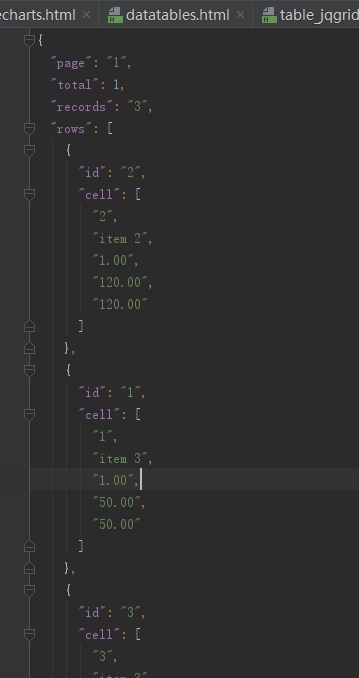 echarts.html
datatables.html
table_jqgrid
{
"page": "1",
"total": 1,
"records": "3",
"rows": [
{
"id": "2",
"cell": [
"2",
"item 2",
"1.00",
"120.00",
"120.00"
]
},
{
"id": "1",
"cell": [
"1",
"item 3",
"1.00",
"50.00",
"50.00"
]
},
{
"id": "3",
"cell": [
"3",
"item 3"